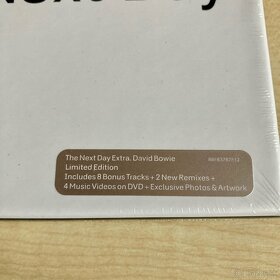 Next Day
The Next Day Extra. David Bowie
Limited Edition
Includes 8 Bonus Tracks + 2 New Remixes +
4 Music Videos on DVD + Exclusive Photos & Artwork